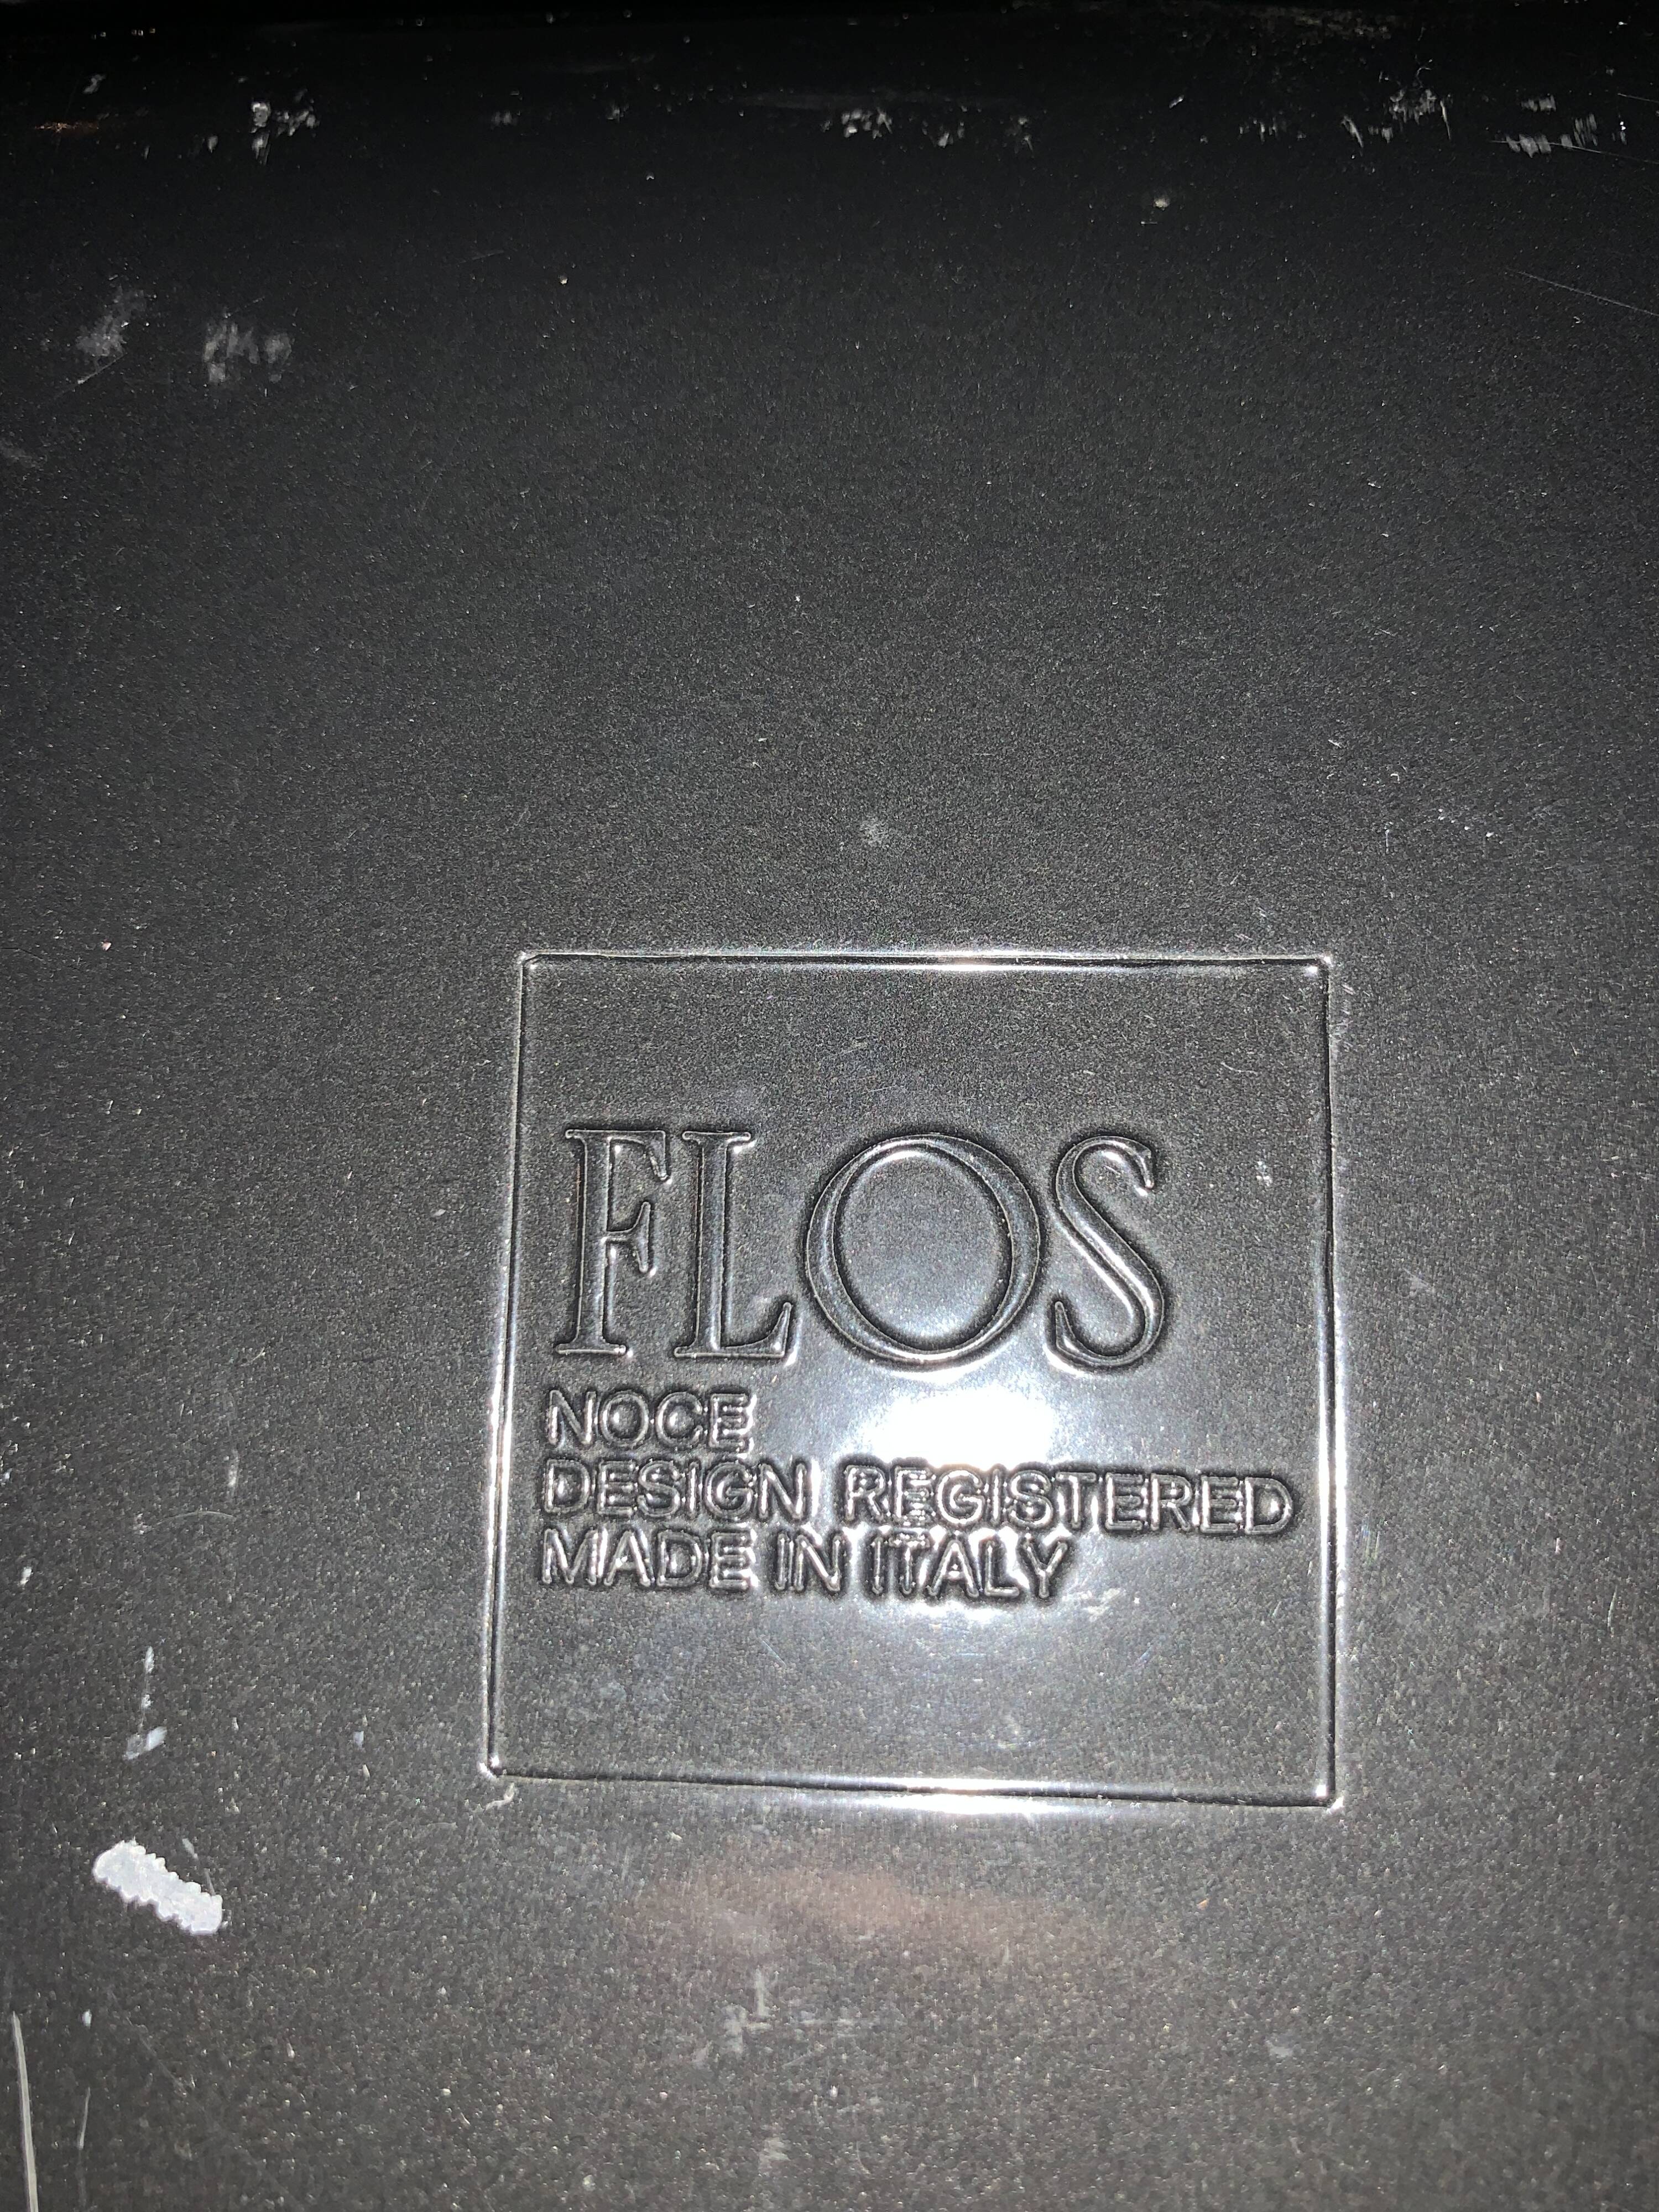 FLOS
NOCE
DESIGN REGISTERED
MADE IN ITALY